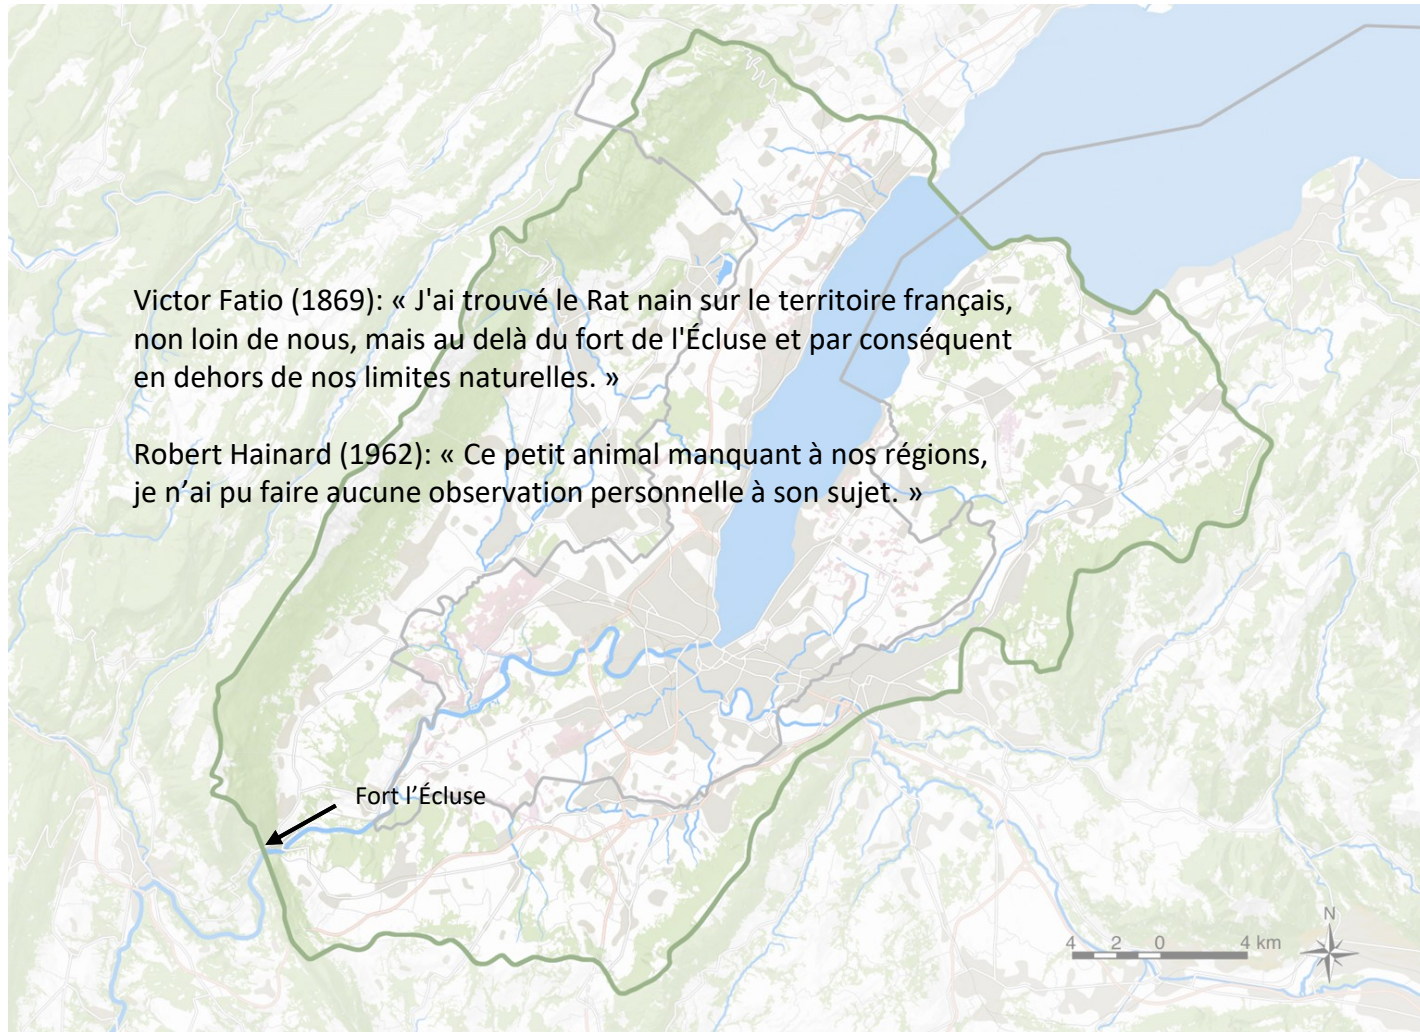 Victor Fatio (1869): « J'ai trouvé le Rat nain sur le territoire français,
non loin de nous, mais au delà du fort de l'Écluse et par conséquent
en dehors de nos limites naturelles. »
Robert Hainard (1962): « Ce petit animal manquant à nos régions,
je n’ai pu faire aucune observation personnelle à son sujet. »
Fort l’Écluse
N
4 2 0 4 km